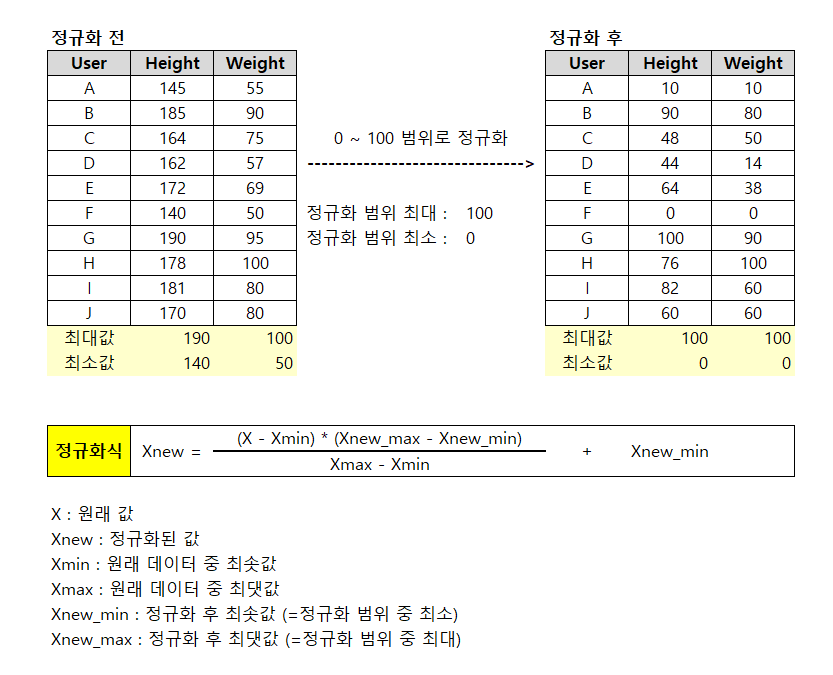 정규화 전
User Height Weight
A 145 55
B 185 90
C 164 75
D 162 57
E 172 69
F 140 50
G 190 95
H 178 100
I 181 80
J 170 80
최대값 190 100
최소값 140 50
0 ~ 100 범위로 정규화
------------------------------->
정규화 범위 최대 : 100
정규화 범위 최소 : 0
정규화 후
User Height Weight
A 10 10
B 90 80
C 48 50
D 44 14
E 64 38
F 0 0
G 100 90
H 76 100
I 82 60
J 60 60
최대값 100 100
최소값 0 0
정규화식 Xnew = (X - Xmin) * (Xnew_max - Xnew_min)
Xmax - Xmin
+ Xnew_min
X : 원래 값
Xnew : 정규화된 값
Xmin : 원래 데이터 중 최솟값
Xmax : 원래 데이터 중 최댓값
Xnew_min : 정규화 후 최솟값 (=정규화 범위 중 최소)
Xnew_max : 정규화 후 최댓값 (=정규화 범위 중 최대)